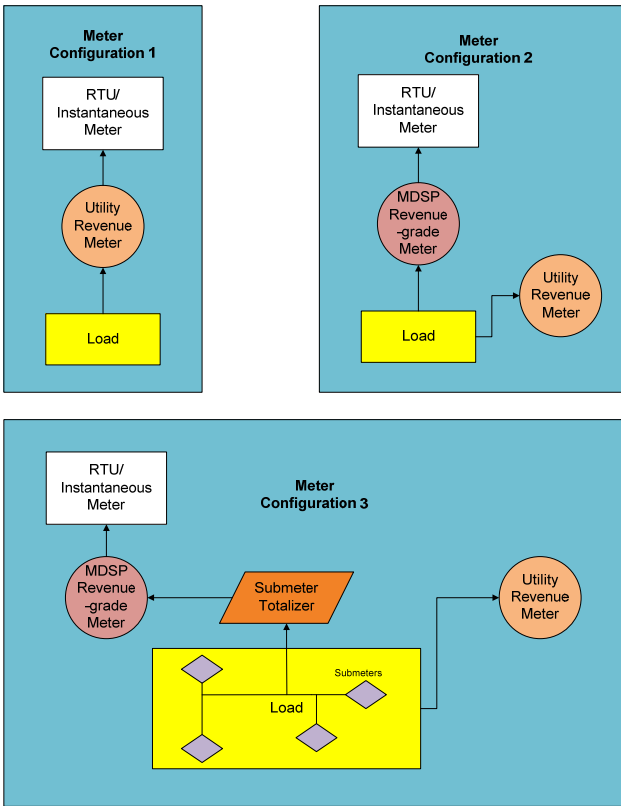 Meter
Configuration 1
RTU/
Instantaneous
Meter
Utility
Revenue
Meter
Load
Meter
Configuration 2
RTU/
Instantaneous
Meter
MDSP
Revenue
-grade
Meter
Load
Utility
Revenue
Meter
Meter
Configuration 3
RTU/
Instantaneous
Meter
MDSP
Revenue
-grade
Meter
Submeter
Totalizer
Utility
Revenue
Meter
Submeters
Load